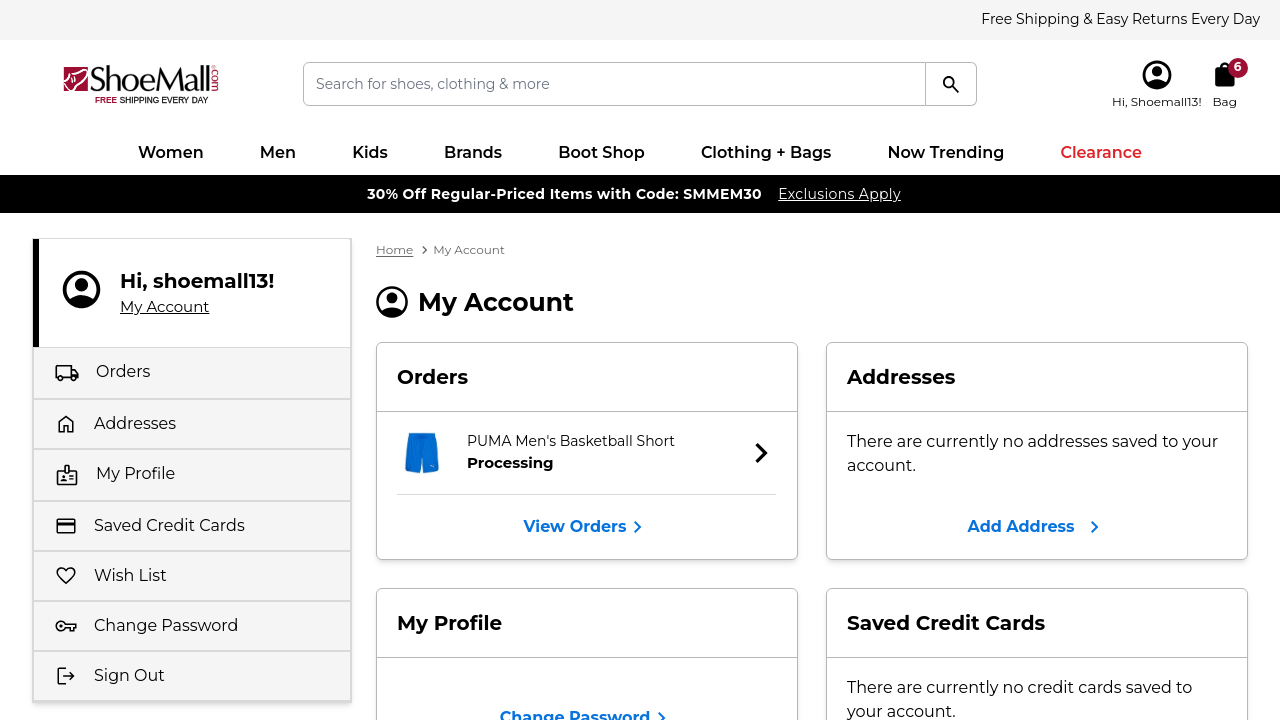 Free Shipping & Easy Returns Every Day
ShoeMall.com
FREE SHIPPING EVERY DAY
Search for shoes, clothing & more
Hi, Shoemall13!
6
Bag
Women Men Kids Brands Boot Shop Clothing + Bags Now Trending Clearance
30% Off Regular-Priced Items with Code: SMMEM30 Exclusions Apply
Hi, shoemall13!
My Account
Orders
Addresses
My Profile
Saved Credit Cards
Wish List
Change Password
Sign Out
Home > My Account
My Account
Orders
PUMA Men's Basketball Short
Processing
View Orders
Addresses
There are currently no addresses saved to your
account.
Add Address
My Profile
Change Password
Saved Credit Cards
There are currently no credit cards saved to
your account.